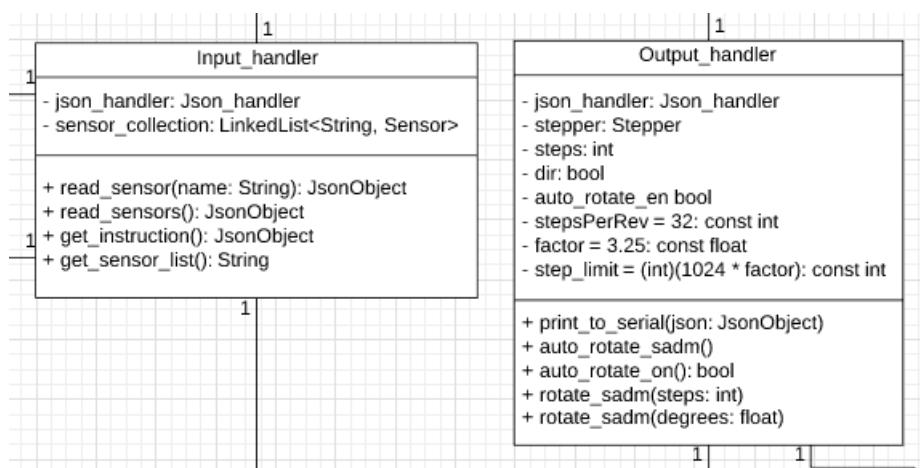 1
1
Input_handler
1
- json_handler: Json_handler
- sensor_collection: LinkedList<String, Sensor>
+ read_sensor(name: String): JsonObject
+ read_sensors(): JsonObject
+ get_instruction(): JsonObject
1
+ get_sensor_list(): String
1
Output_handler
- json_handler: Json_handler
- stepper: Stepper
- steps: int
- dir: bool
- auto_rotate_en bool
- stepsPerRev = 32: const int
- factor = 3.25: const float
- step_limit = (int)(1024 * factor): const int
+ print_to_serial(json: JsonObject)
+ auto_rotate_sadm()
+ auto_rotate_on(): bool
+ rotate_sadm(steps: int)
+ rotate_sadm(degrees: float)
1
1